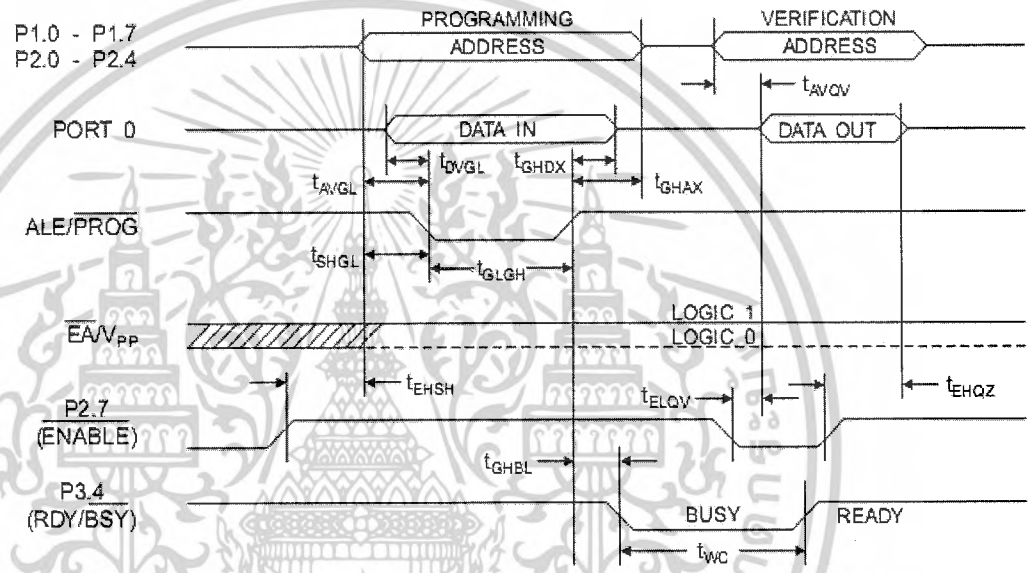 PROGRAMMING VERIFICATION
P1.0 - P1.7
P2.0 - P2.4
ADDRESS ADDRESS
tAVQV
PORT 0 DATA IN DATA OUT
tDVGL tGHDX
tAVGL tGHAX
ALE/PROG
tSHGL tGLGH
LOGIC 1
EA/VPP
LOGIC 0
tEHSH tELQV tEHQZ
P2.7
(ENABLE)
tGHBL
P3.4
(RDY/BSY)
BUSY READY
tWC